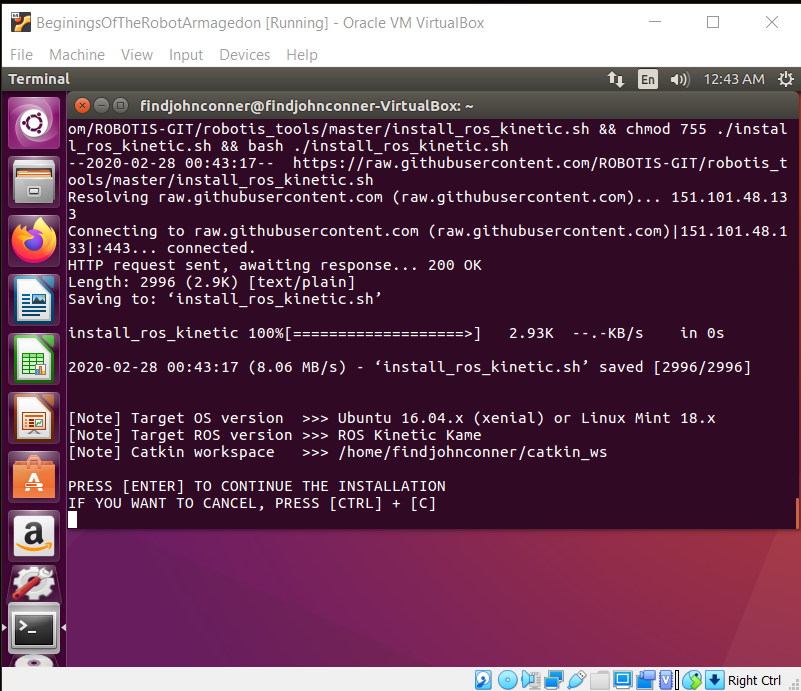 BeginingsOfTheRobotArmagedon [Running] - Oracle VM VirtualBox
File Machine View Input Devices Help
Terminal En 12:43 AM
findjohnconner@findjohnconner-VirtualBox: ~
om/ROBOTIS-GIT/robotis_tools/master/install_ros_kinetic.sh && chmod 755 ./instal
l_ros_kinetic.sh && bash ./install_ros_kinetic.sh
--2020-02-28 00:43:17--  https://raw.githubusercontent.com/ROBOTIS-GIT/robotis_t
ools/master/install_ros_kinetic.sh
Resolving raw.githubusercontent.com (raw.githubusercontent.com)... 151.101.48.13
3
Connecting to raw.githubusercontent.com (raw.githubusercontent.com)|151.101.48.1
33|:443... connected.
HTTP request sent, awaiting response... 200 OK
Length: 2996 (2.9K) [text/plain]
Saving to: ‘install_ros_kinetic.sh’
install_ros_kinetic 100%[===================>]   2.93K  --.-KB/s    in 0s
2020-02-28 00:43:17 (8.06 MB/s) - ‘install_ros_kinetic.sh’ saved [2996/2996]
[Note] Target OS version  >>> Ubuntu 16.04.x (xenial) or Linux Mint 18.x
[Note] Target ROS version >>> ROS Kinetic Kame
[Note] Catkin workspace   >>> /home/findjohnconner/catkin_ws
PRESS [ENTER] TO CONTINUE THE INSTALLATION
IF YOU WANT TO CANCEL, PRESS [CTRL] + [C]
a
>_
Right Ctrl